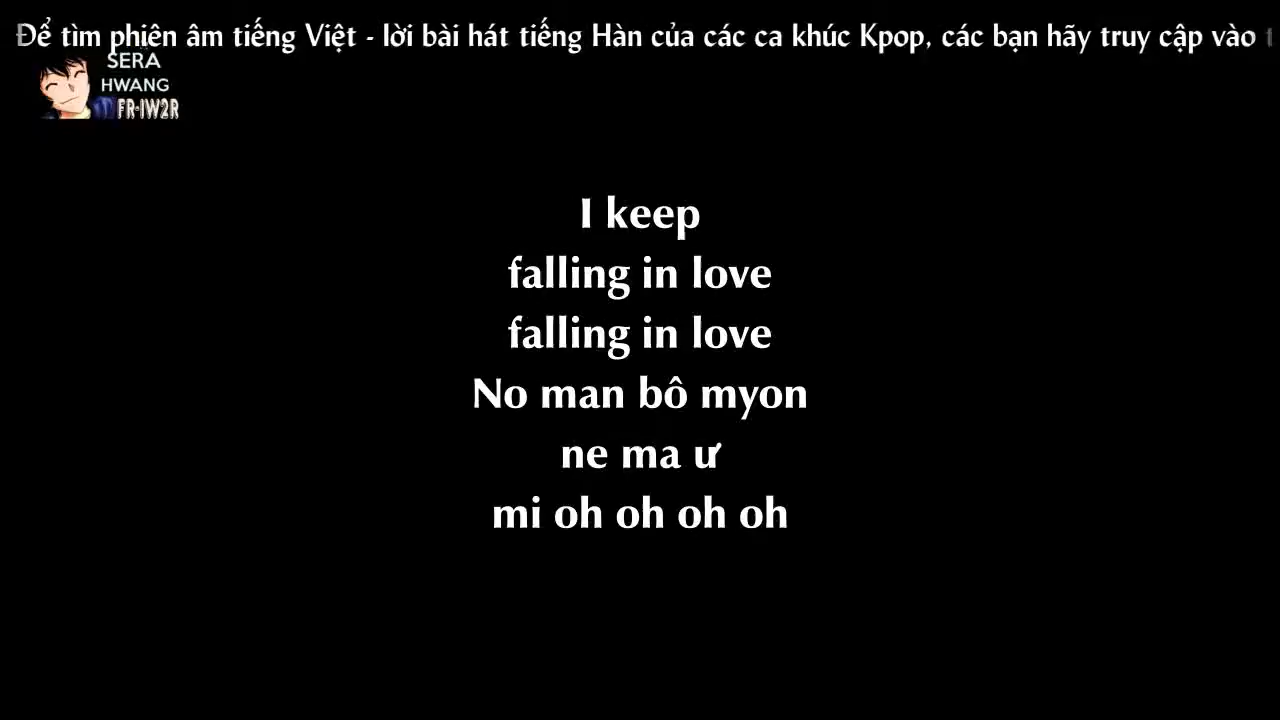 Để tìm phiên âm tiếng Việt - lời bài hát tiếng Hàn của các ca khúc Kpop, các bạn hãy truy cập vào t
SERA
HWANG
FR-IW2R
I keep
falling in love
falling in love
No man bô myon
ne ma ư
mi oh oh oh oh